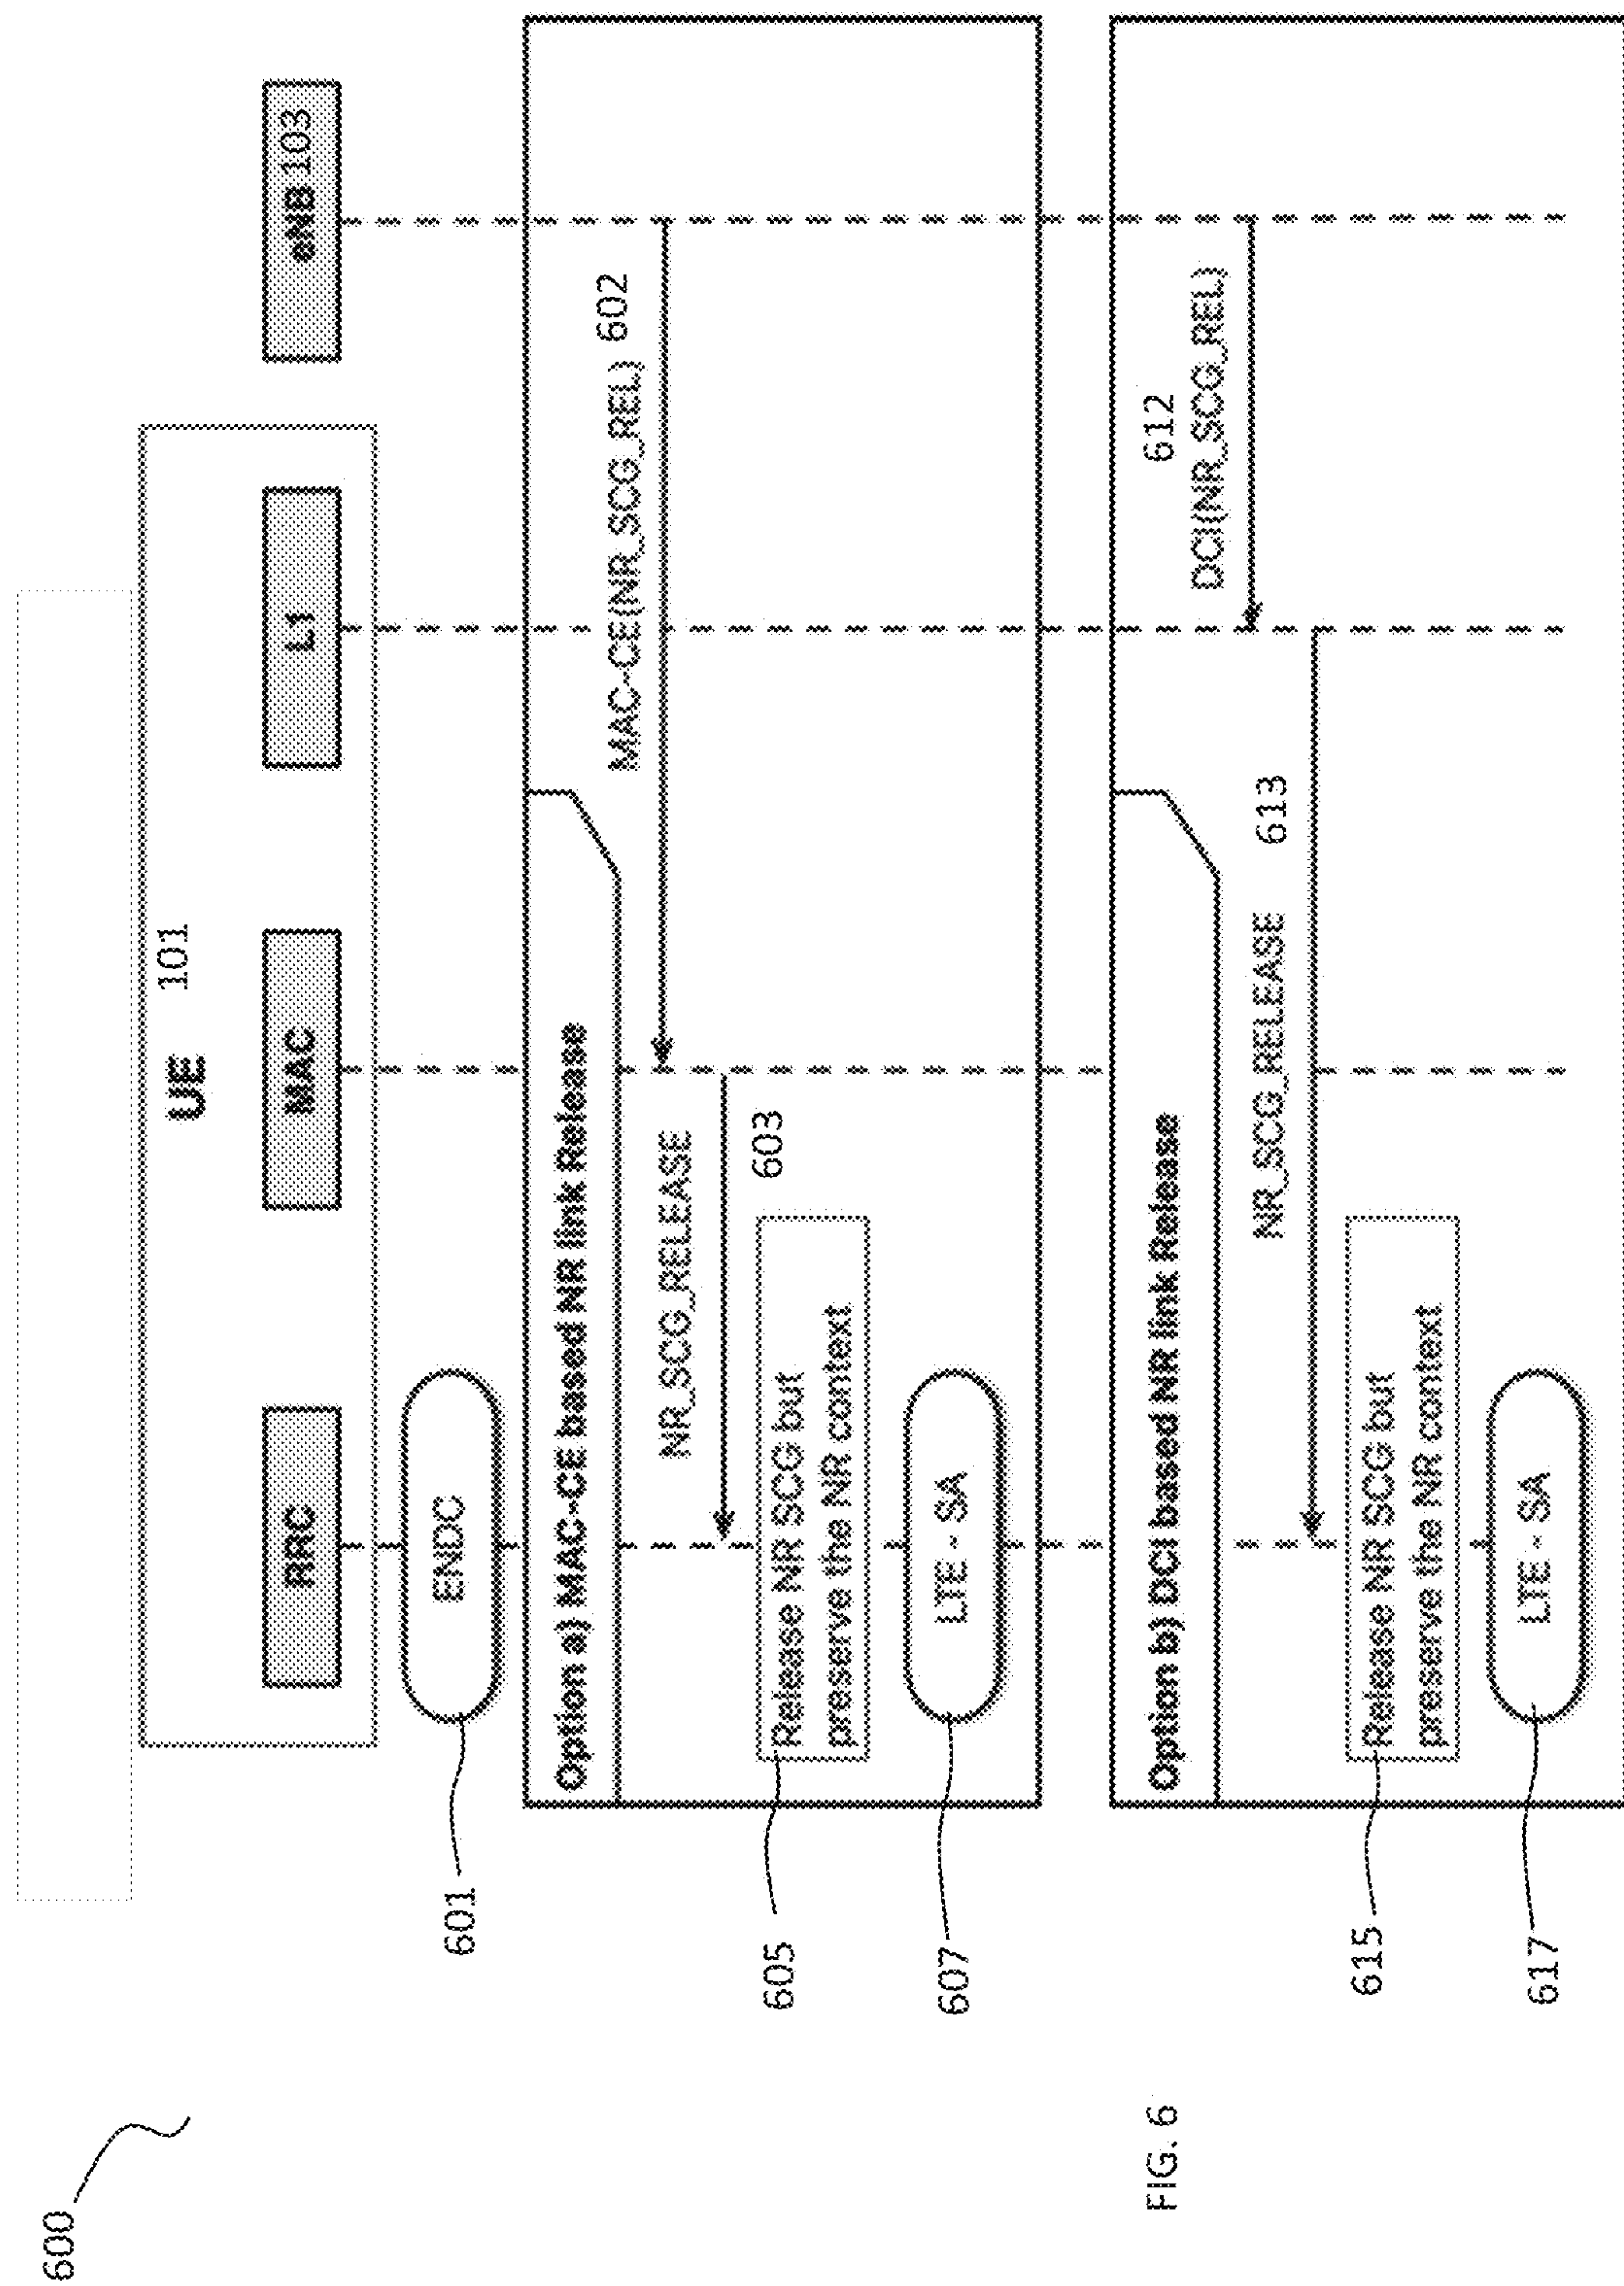 600
UE 101
RRC
MAC
L1
eNB 103
601
ENDC
Option a) MAC-CE based NR link Release
MAC-CE(NR_SCG_REL) 602
NR_SCG_RELEASE
603
605
Release NR SCG but
preserve the NR context
607
LTE - SA
Option b) DCI based NR link Release
612
DCI(NR_SCG_REL)
NR_SCG_RELEASE 613
615
Release NR SCG but
preserve the NR context
617
LTE - SA
FIG. 6